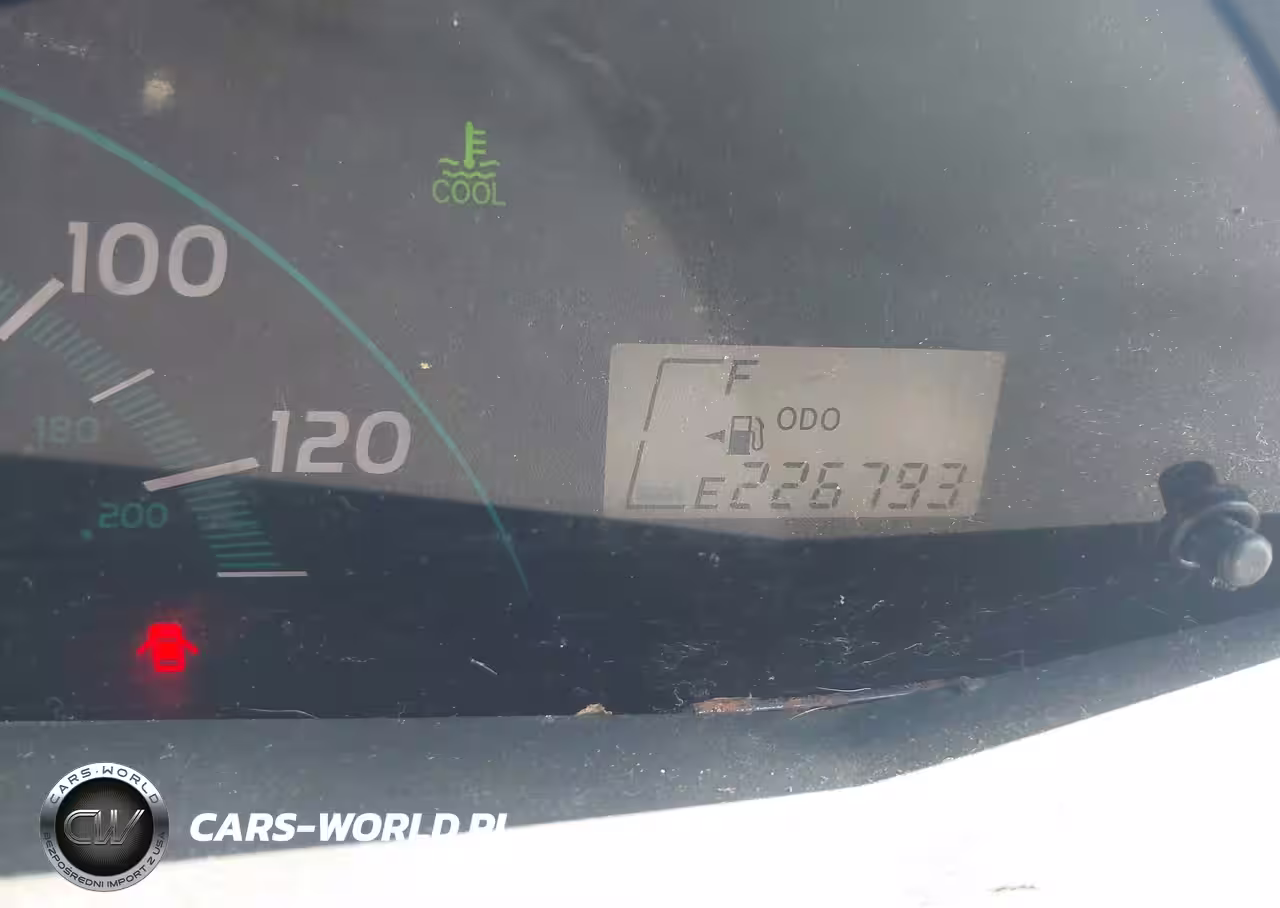 COOL
100
180
120
200
F
ODO
E 226793
CARS-WORLD
CW
BEZPOŚREDNI IMPORT Z USA
CARS-WORLD.PL